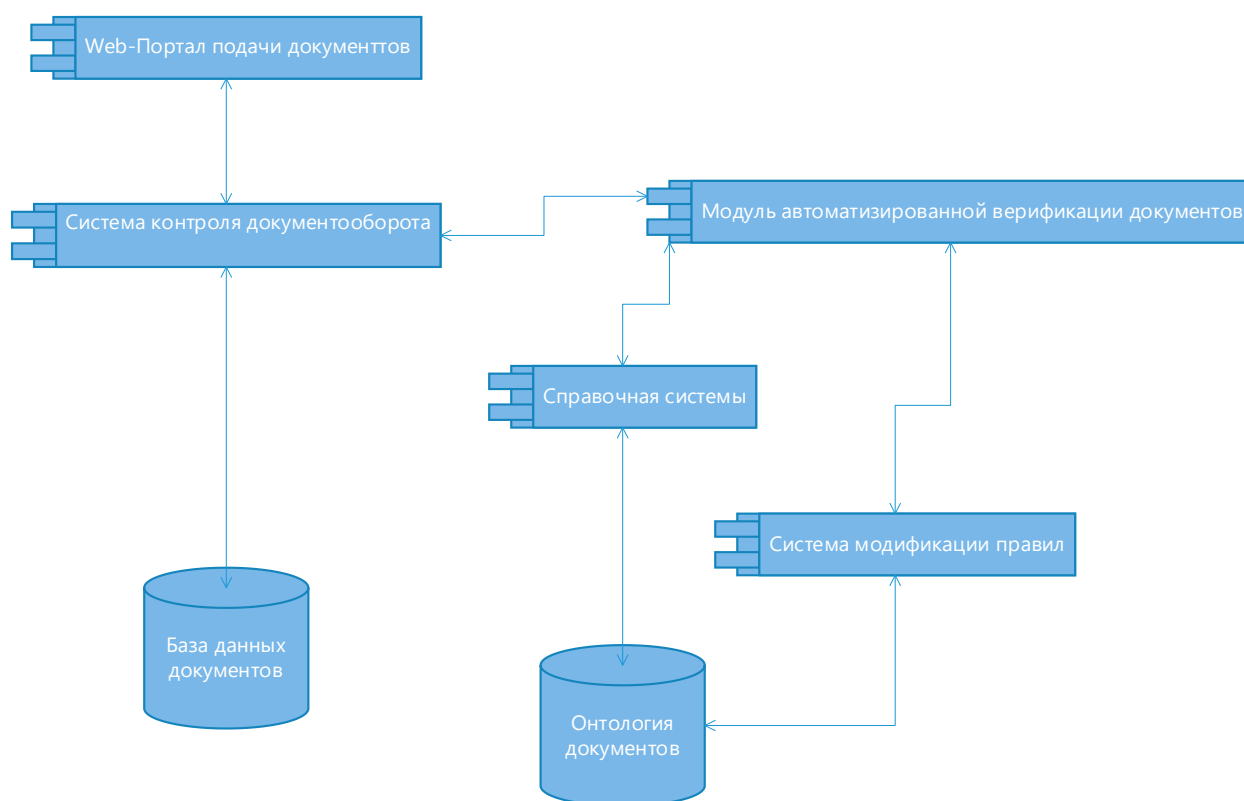 Web-Портал подачи документтов
Система контроля документооборота
Модуль автоматизированной верификации документов
Справочная системы
Система модификации правил
База данных
документов
Онтология
документов